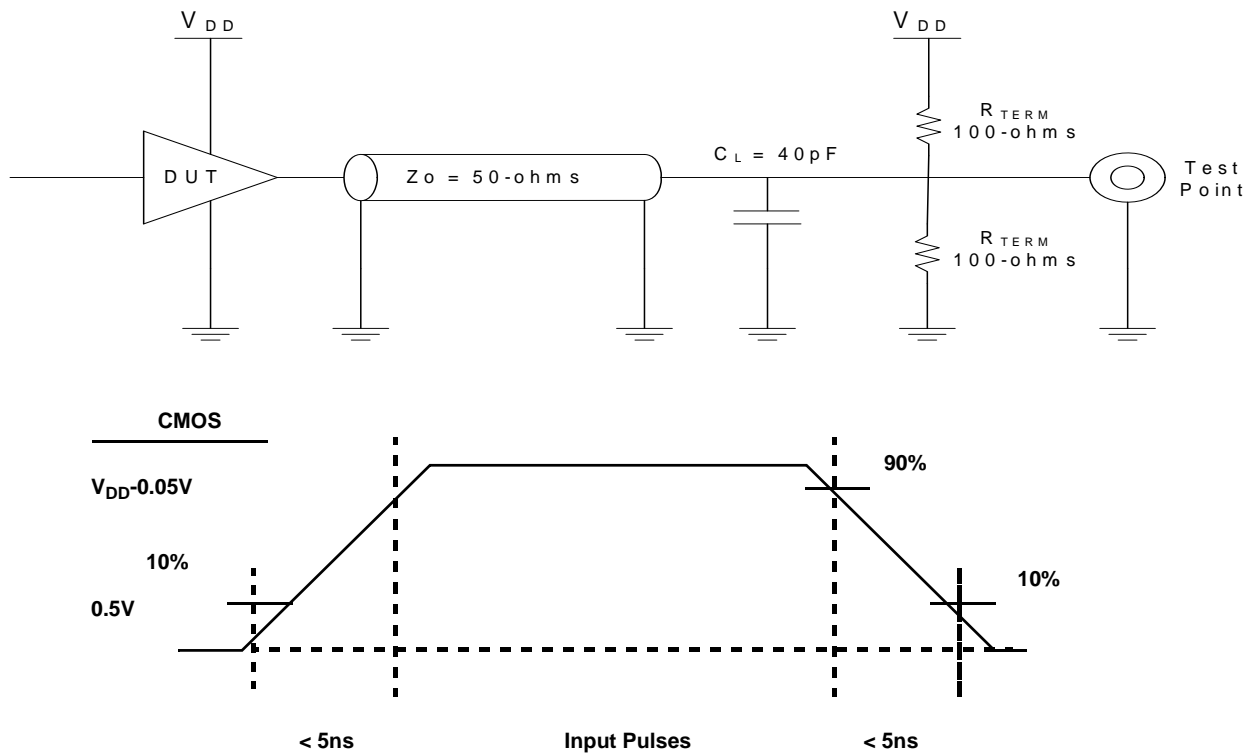 V DD
V DD
R TERM
100-ohms
C L = 40pF
DUT
Zo = 50-ohms
Test
Point
R TERM
100-ohms
CMOS
90%
VDD-0.05V
10%
10%
0.5V
< 5ns
Input Pulses
< 5ns